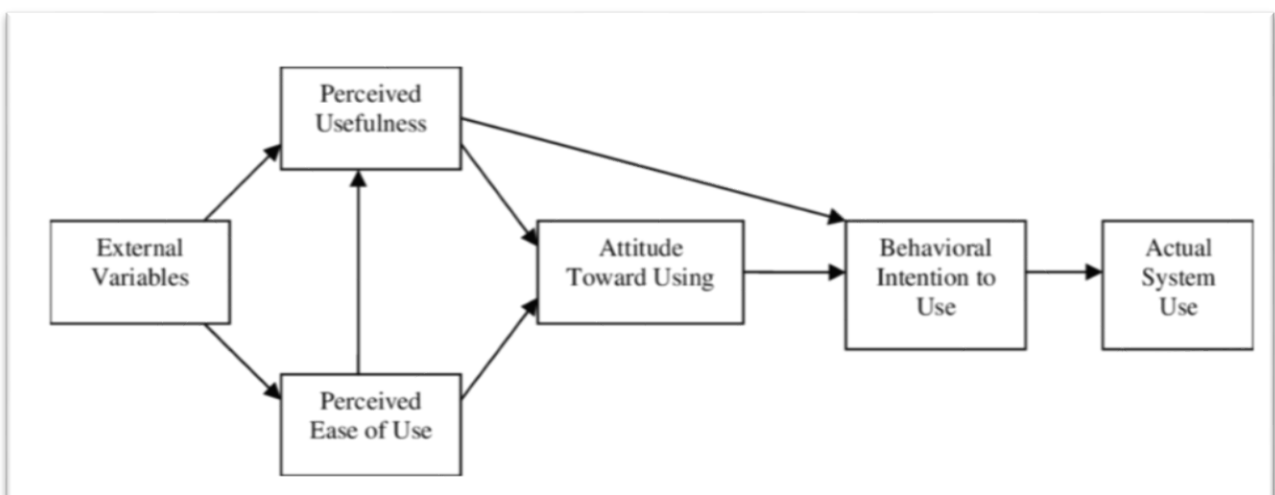 Perceived
Usefulness
External
Variables
Attitude
Toward Using
Behavioral
Intention to
Use
Actual
System
Use
Perceived
Ease of Use